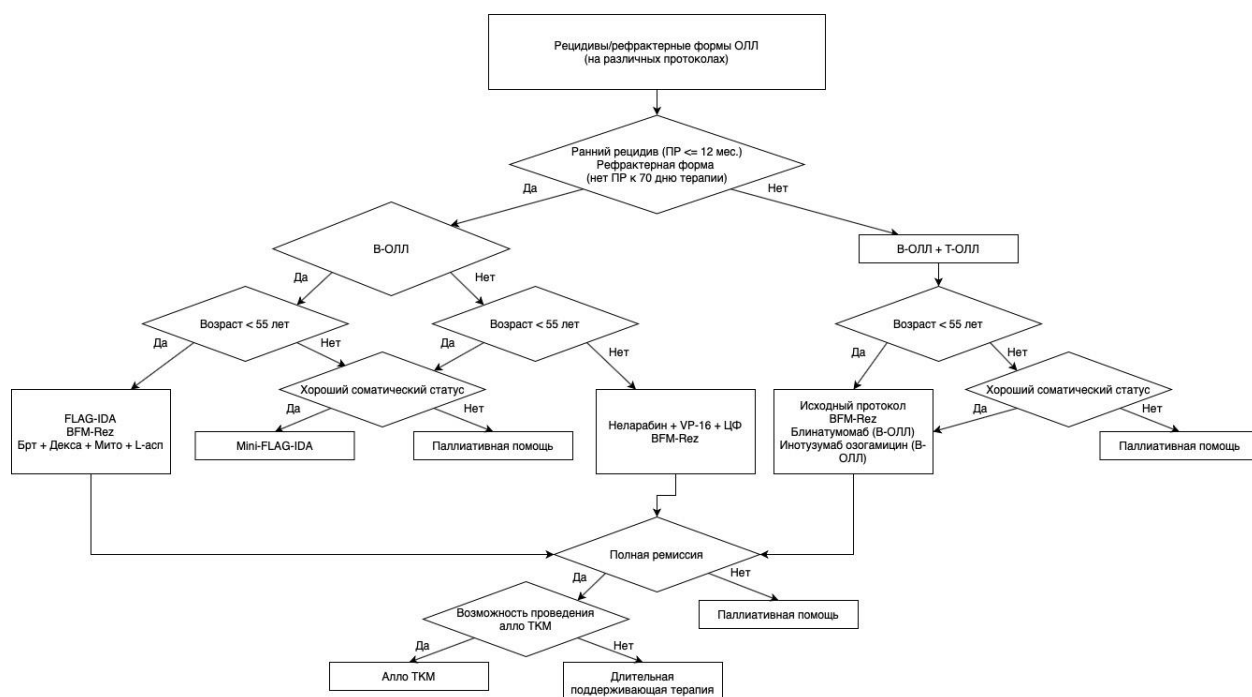 Рецидивы/рефрактерные формы ОЛЛ
(на различных протоколах)
Ранний рецидив (ПР <= 12 мес.)
Рефрактерная форма
(нет ПР к 70 дню терапии)
Да
Нет
В-ОЛЛ
В-ОЛЛ + Т-ОЛЛ
Да
Нет
Возраст < 55 лет
Возраст < 55 лет
Возраст < 55 лет
Да
Нет
Да
Нет
Да
Нет
Хороший соматический статус
Хороший соматический статус
FLAG-IDA
BFM-Rez
Брт + Декса + Мито + L-асп
Да
Нет
Mini-FLAG-IDA
Паллиативная помощь
Неларабин + VP-16 + ЦФ
BFM-Rez
Исходный протокол
BFM-Rez
Блинатумомаб (В-ОЛЛ)
Инотузумаб озогамицин (В-
ОЛЛ)
Да
Нет
Паллиативная помощь
Полная ремиссия
Да
Нет
Возможность проведения
алло ТКМ
Паллиативная помощь
Да
Нет
Алло ТКМ
Длительная
поддерживающая терапия